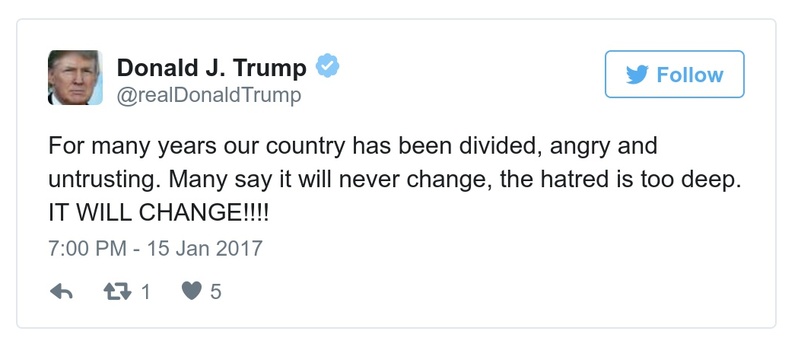 Donald J. Trump
@realDonaldTrump
Follow
For many years our country has been divided, angry and
untrusting. Many say it will never change, the hatred is too deep.
IT WILL CHANGE!!!!
7:00 PM - 15 Jan 2017
1
5